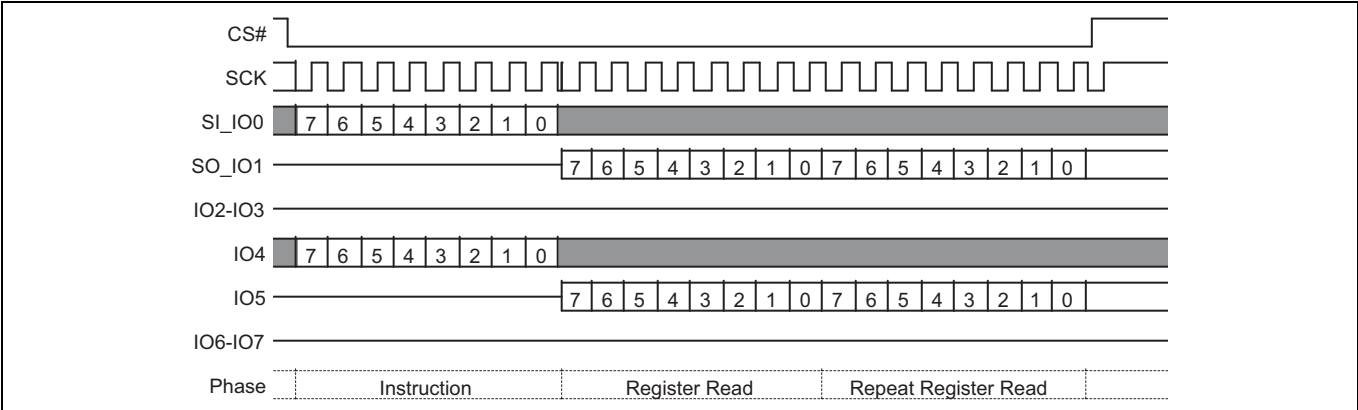 CS#
SCK
SI_IO0 7 6 5 4 3 2 1 0
SO_IO1 7 6 5 4 3 2 1 0 7 6 5 4 3 2 1 0
IO2-IO3
IO4 7 6 5 4 3 2 1 0
IO5 7 6 5 4 3 2 1 0 7 6 5 4 3 2 1 0
IO6-IO7
Phase Instruction Register Read Repeat Register Read